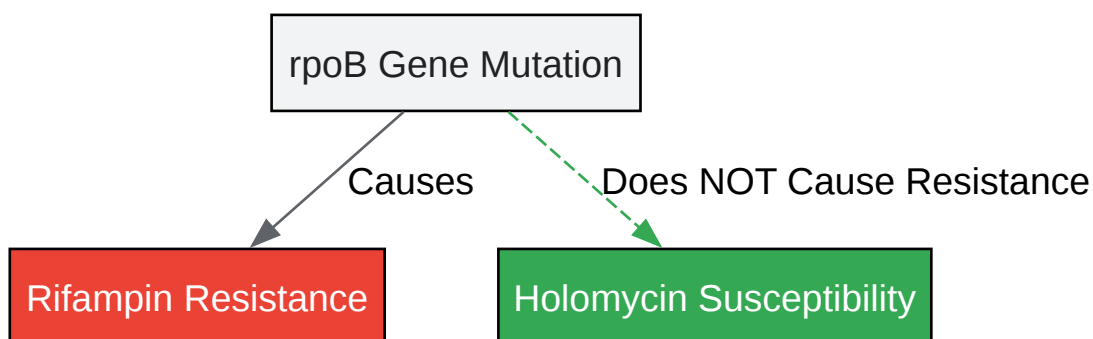 rpoB Gene Mutation
Causes
Does NOT Cause Resistance
Rifampin Resistance
Holomycin Susceptibility